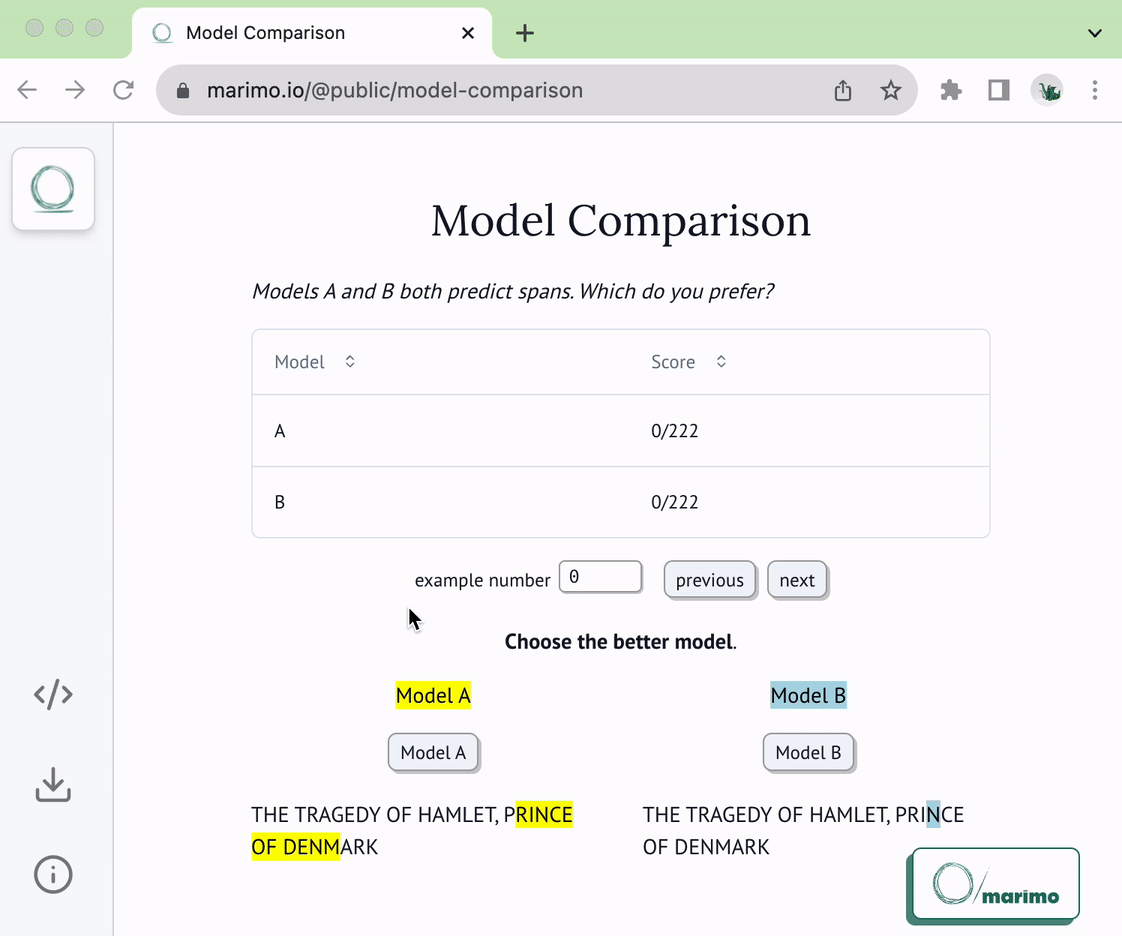 Model Comparison
marimo.io/@public/model-comparison
Model Comparison
Models A and B both predict spans. Which do you prefer?
Model Score
A 0/222
B 0/222
example number 0 previous next
Choose the better model.
Model A Model B
Model A Model B
THE TRAGEDY OF HAMLET, PRINCE
OF DENMARK
THE TRAGEDY OF HAMLET, PRINCE
OF DENMARK
marimo